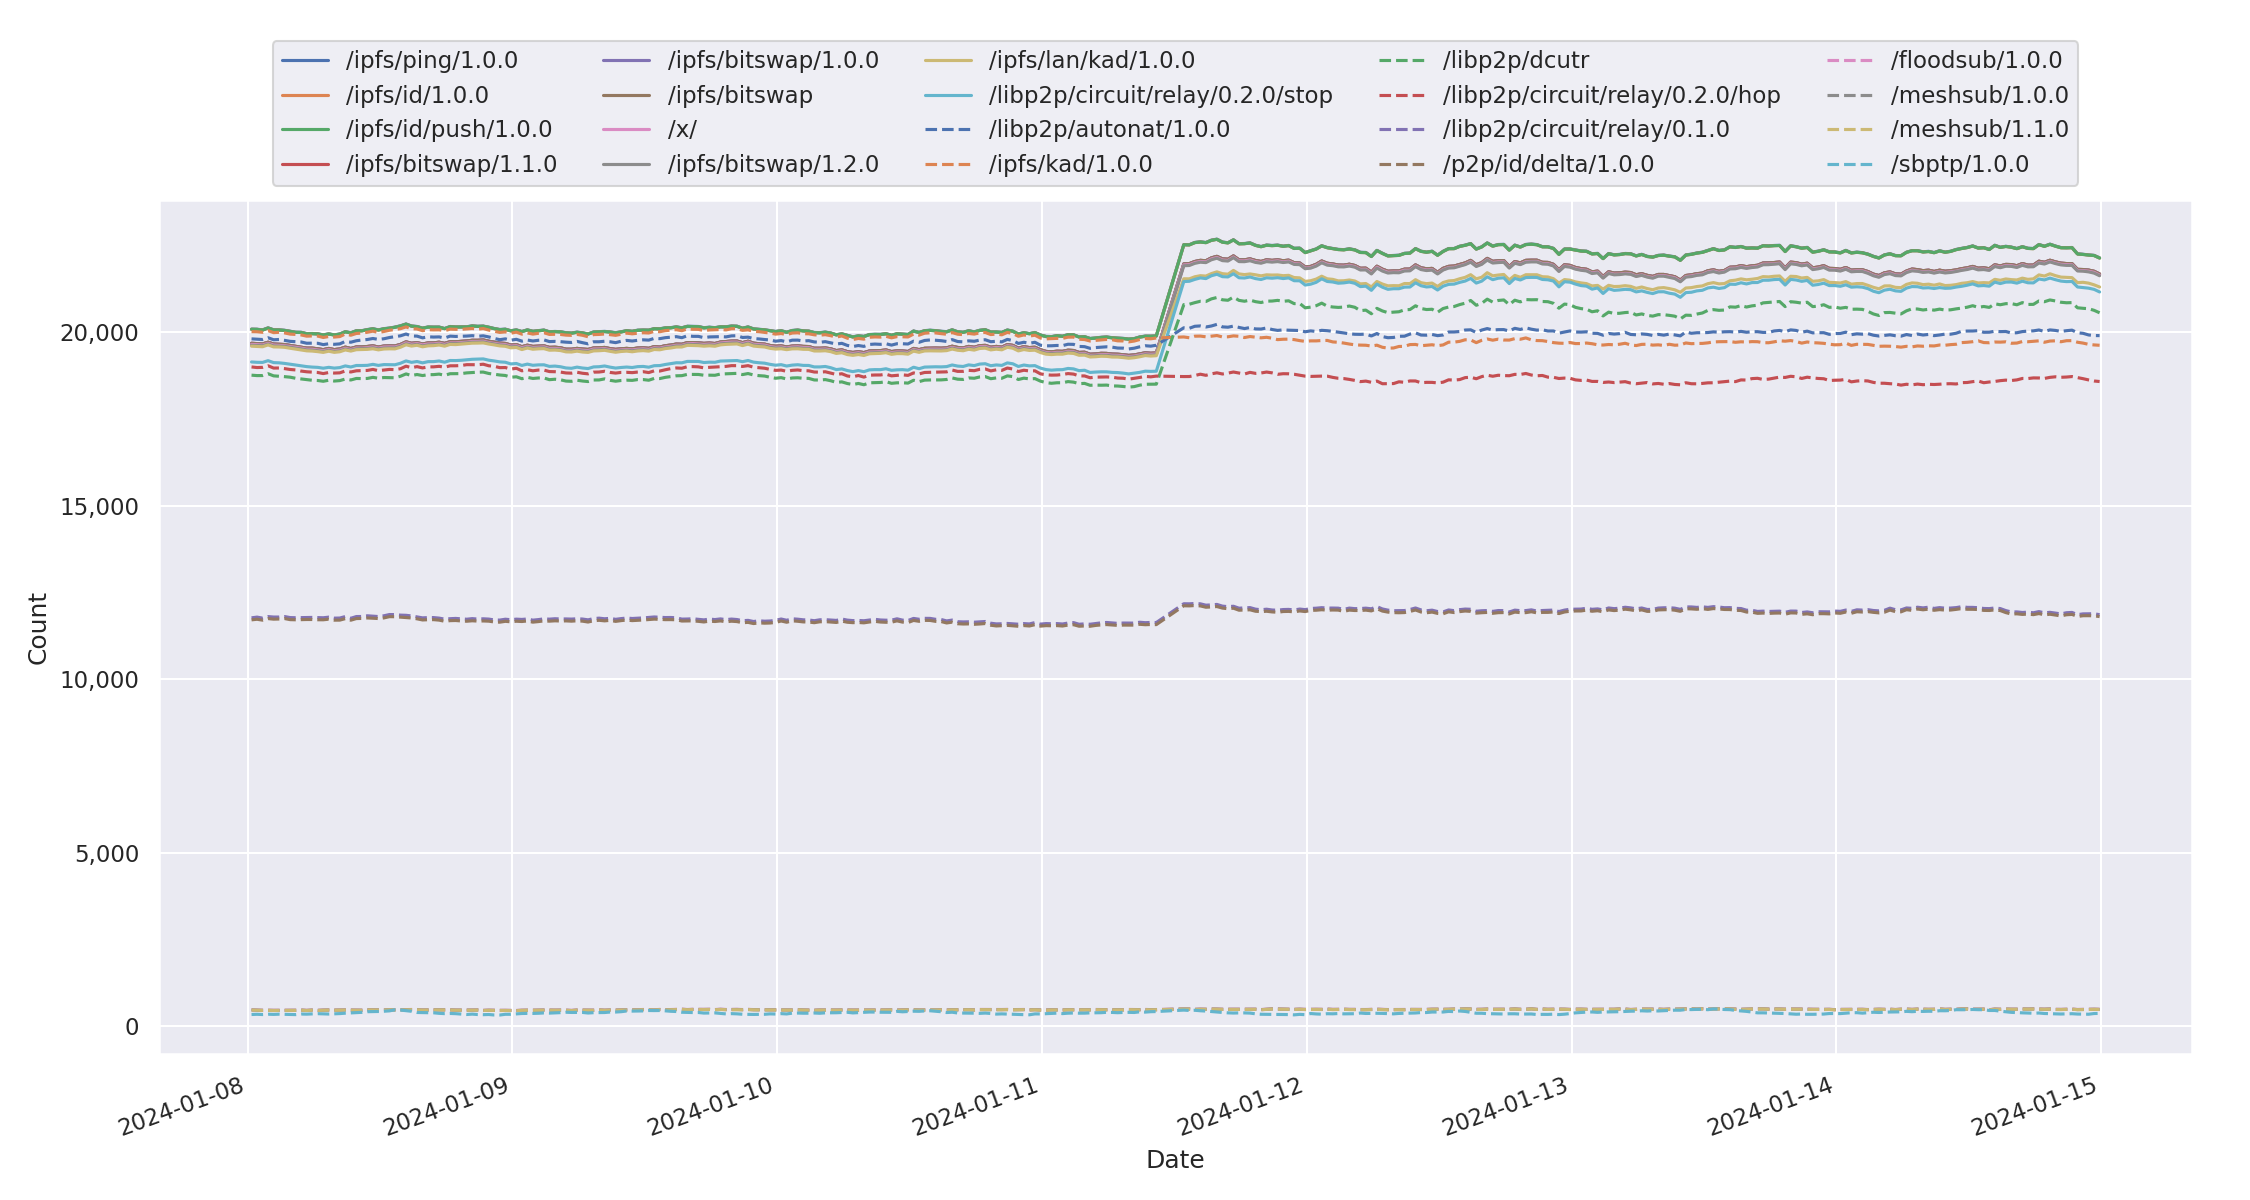 /ipfs/ping/1.0.0
/ipfs/id/1.0.0
/ipfs/id/push/1.0.0
/ipfs/bitswap/1.1.0
/ipfs/bitswap/1.0.0
/ipfs/bitswap
/x/
/ipfs/bitswap/1.2.0
/ipfs/lan/kad/1.0.0
/libp2p/circuit/relay/0.2.0/stop
/libp2p/autonat/1.0.0
/ipfs/kad/1.0.0
/libp2p/dcutr
/libp2p/circuit/relay/0.2.0/hop
/libp2p/circuit/relay/0.1.0
/p2p/id/delta/1.0.0
/floodsub/1.0.0
/meshsub/1.0.0
/meshsub/1.1.0
/sbptp/1.0.0
20,000
15,000
10,000
5,000
0
Count
2024-01-08
2024-01-09
2024-01-10
2024-01-11
2024-01-12
2024-01-13
2024-01-14
2024-01-15
Date